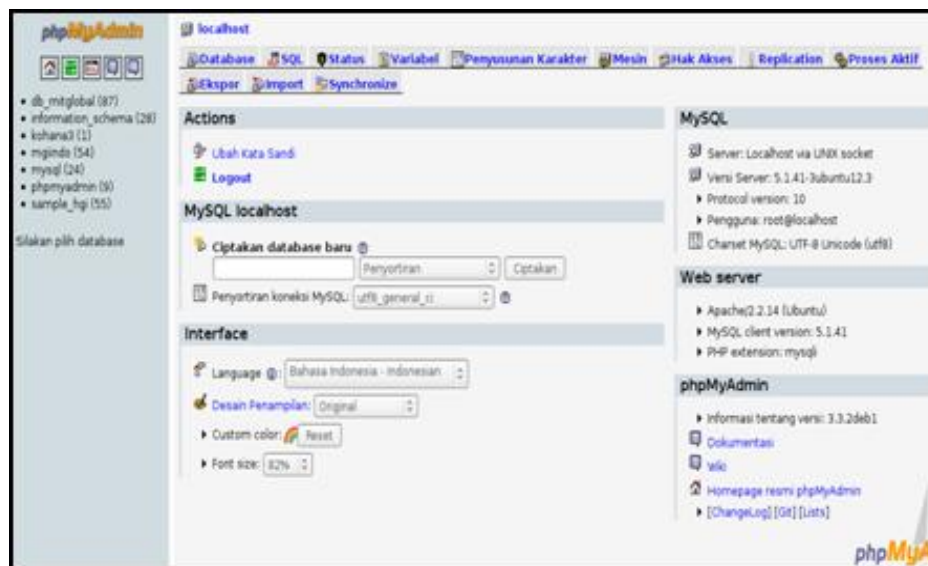 phpMyAdmin
db_mitglobal (87)
information_schema (28)
kohana3 (1)
mgindo (54)
mysql (24)
phpmyadmin (9)
sample_hgi (55)
Silakan pilih database
localhost
Database SQL Status Variabel Penyusunan Karakter Mesin Hak Akses Replication Proses Aktif
Ekspor Import Synchronize
Actions
Ubah Kata Sandi
Logout
MySQL localhost
Ciptakan database baru
Penyortiran Ciptakan
Penyortiran koneksi MySQL: utf8_general_ci
Interface
Language : Bahasa Indonesia - Indonesian
Desain Penampilan: Original
Custom color: Reset
Font size: 82%
MySQL
Server: Localhost via UNIX socket
Versi Server: 5.1.41-3ubuntu12.3
Protocol version: 10
Pengguna: root@localhost
Charset MySQL: UTF-8 Unicode (utf8)
Web server
Apache/2.2.14 (Ubuntu)
MySQL client version: 5.1.41
PHP extension: mysqli
phpMyAdmin
Informasi tentang versi: 3.3.2deb1
Dokumentasi
Wiki
Homepage resmi phpMyAdmin
[ChangeLog] [Git] [Lists]
phpMyA